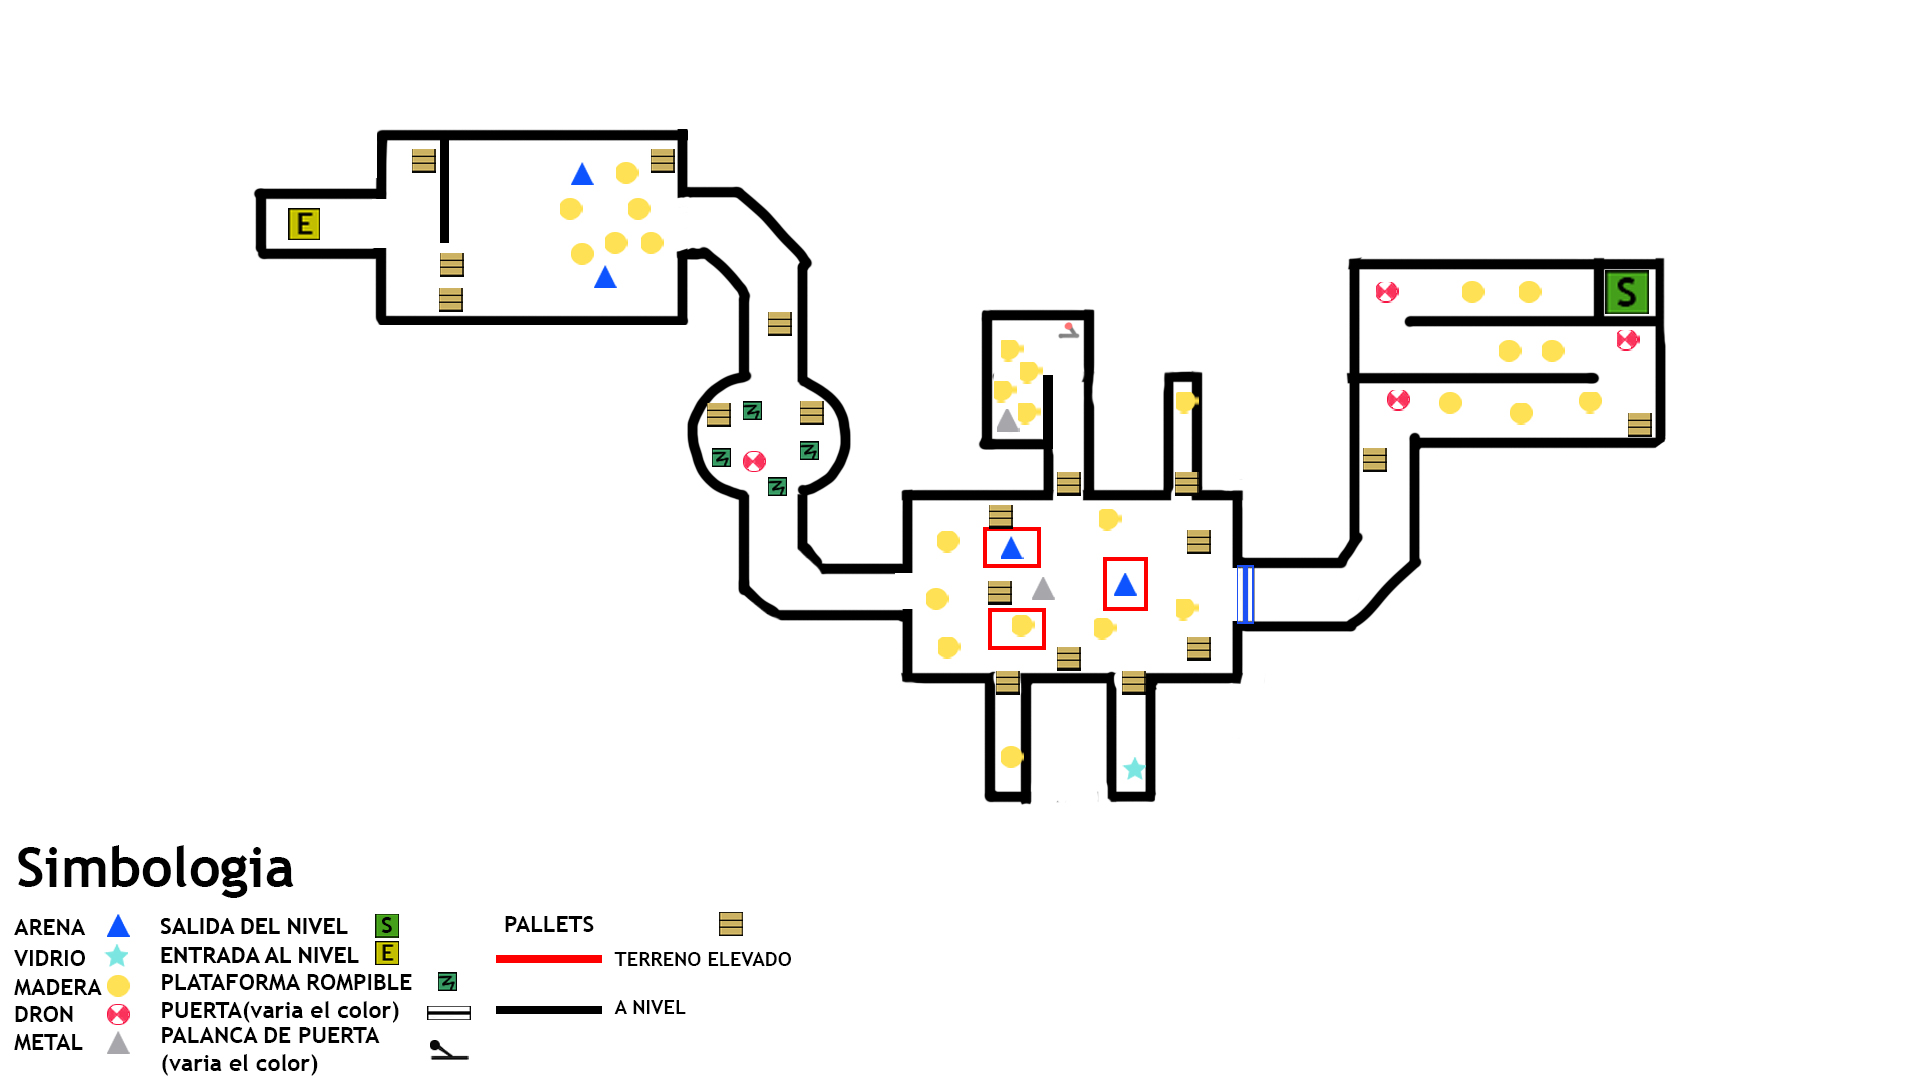 E
S
Simbologia
ARENA
VIDRIO
MADERA
DRON
METAL
SALIDA DEL NIVEL S
ENTRADA AL NIVEL E
PLATAFORMA ROMPIBLE
PUERTA(varia el color)
PALANCA DE PUERTA
(varia el color)
PALLETS
TERRENO ELEVADO
A NIVEL